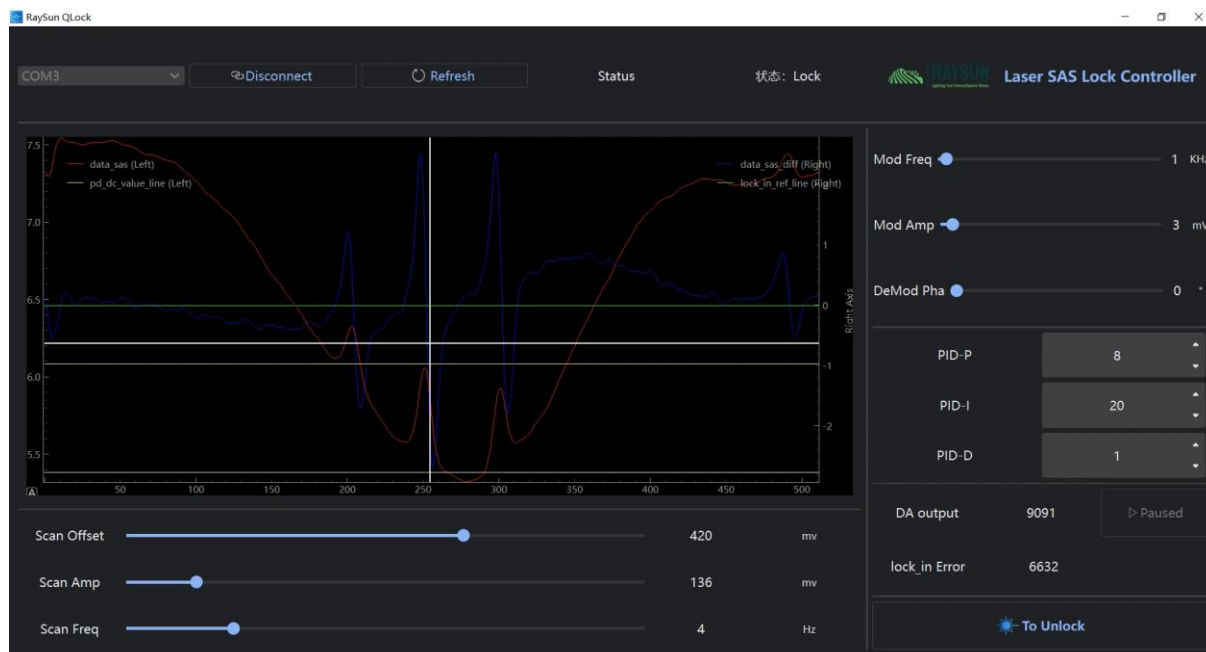 RaySun QLock
COM3 Disconnect Refresh Status 状态：Lock RAYSUN Laser SAS Lock Controller
data_sas (Left)
pd_dc_value_line (Left)
data_sas_diff (Right)
lock_in_ref_line (Right)
7.5
7.0
6.5
6.0
5.5
1
0
-1
-2
Right Axis
A
50 100 150 200 250 300 350 400 450 500
Mod Freq 1 KHz
Mod Amp 3 mV
DeMod Pha 0 °
PID-P 8
PID-I 20
PID-D 1
DA output 9091 Paused
lock_in Error 6632
To Unlock
Scan Offset 420 mv
Scan Amp 136 mv
Scan Freq 4 Hz